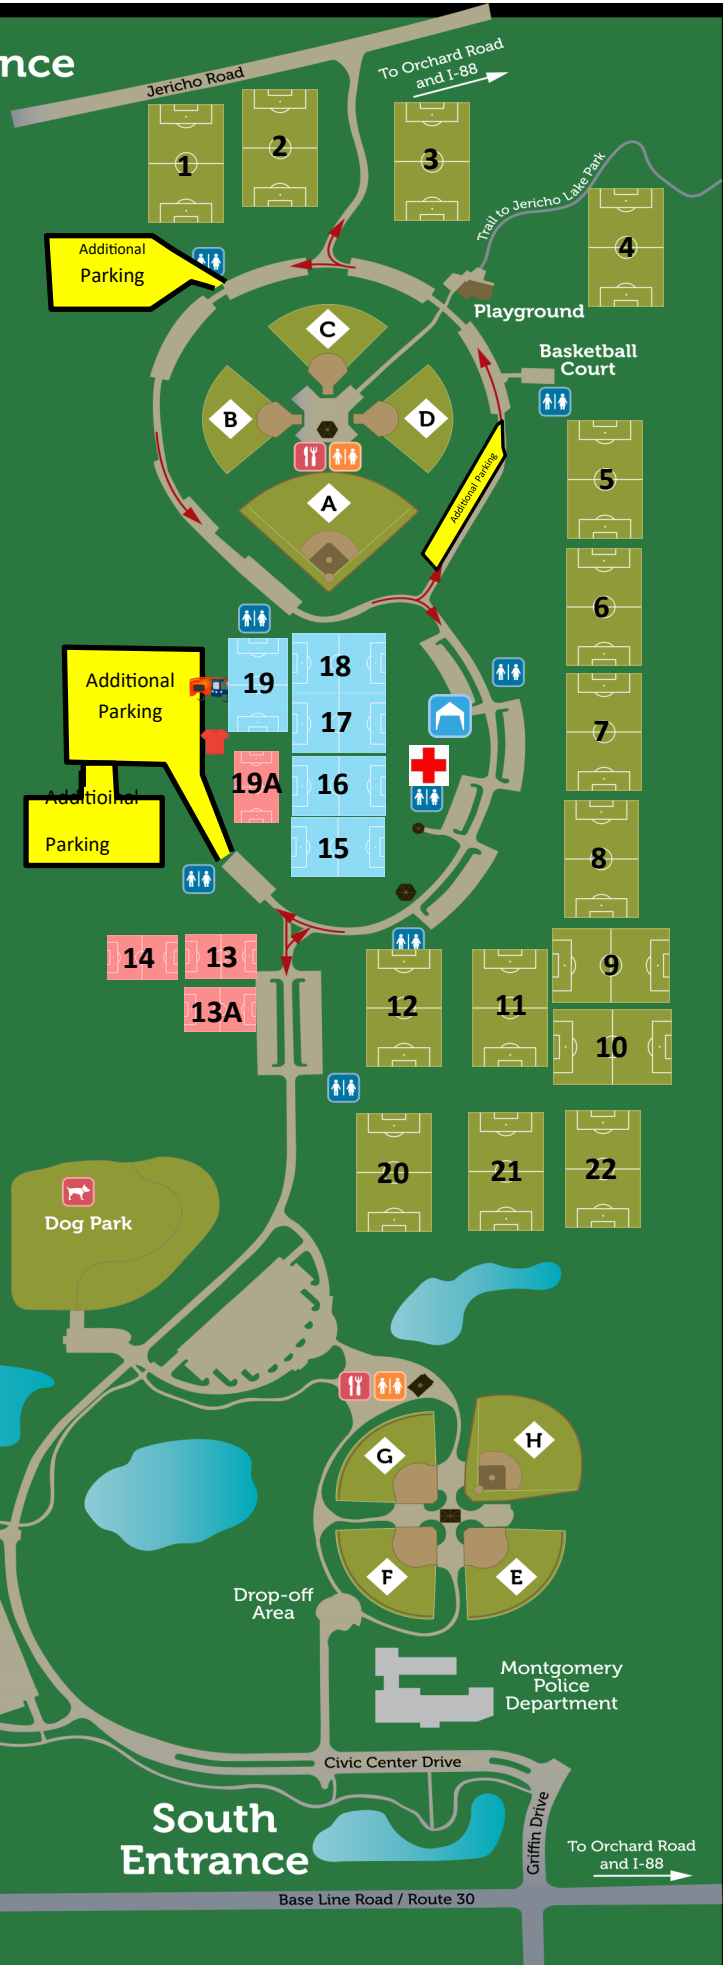 nce
Jericho Road
To Orchard Road
and I-88
1
2
3
Trail to Jericho Lake Park
4
Additional
Parking
Playground
C
Basketball
Court
B
D
5
Additional Parking
A
6
Additional
Parking
19
18
17
7
19A
16
Additioinal
Parking
15
8
14
13
9
13A
12
11
10
20
21
22
Dog Park
G
H
F
E
Drop-off
Area
Montgomery
Police
Department
Civic Center Drive
South
Entrance
Griffin Drive
To Orchard Road
and I-88
Base Line Road / Route 30